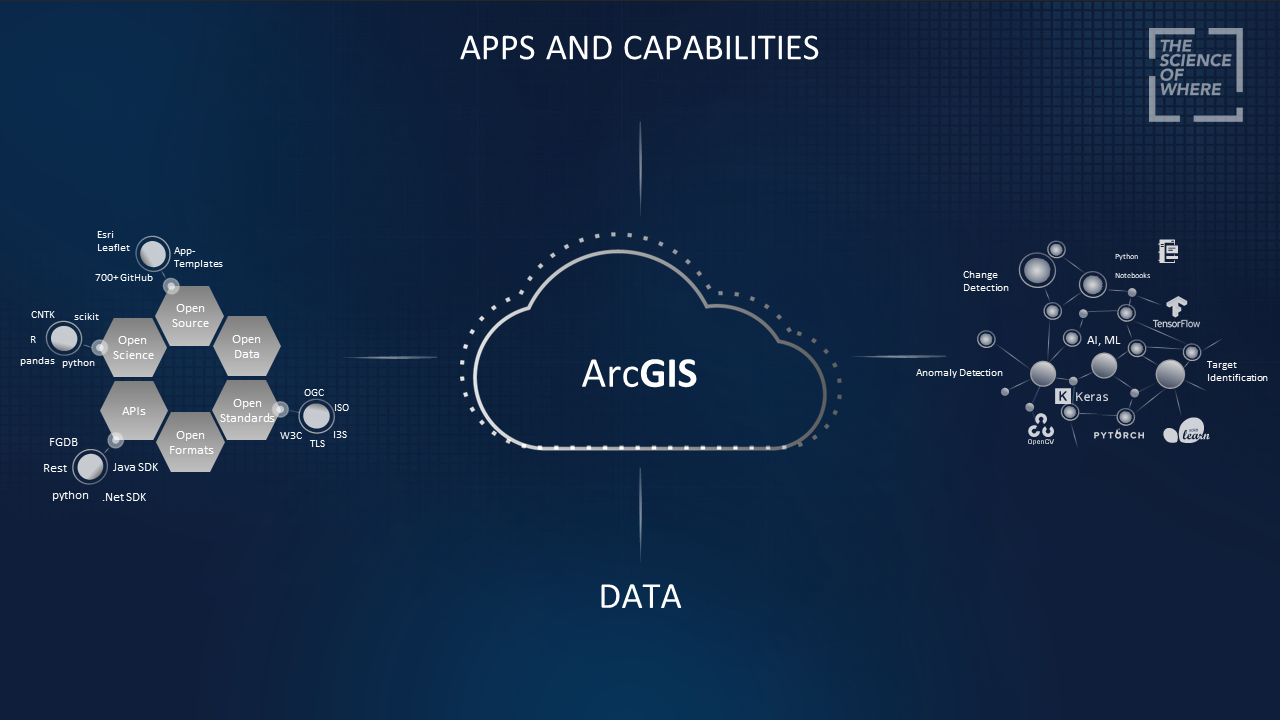 APPS AND CAPABILITIES
THE
SCIENCE
OF
WHERE
Esri
Leaflet
App-
Templates
700+GitHub
CNTK
scikit
R
pandas
python
Open
Source
Open
Science
Open
Data
APIs
Open
Standards
Open
Formats
OGC
ISO
W3C
I3S
TLS
FGDB
Rest
Java SDK
python
.Net SDK
ArcGIS
Change
Detection
Python
Notebooks
TensorFlow
AI, ML
Anomaly Detection
Target
Identification
K Keras
OpenCV
PYTORCH
learn
DATA